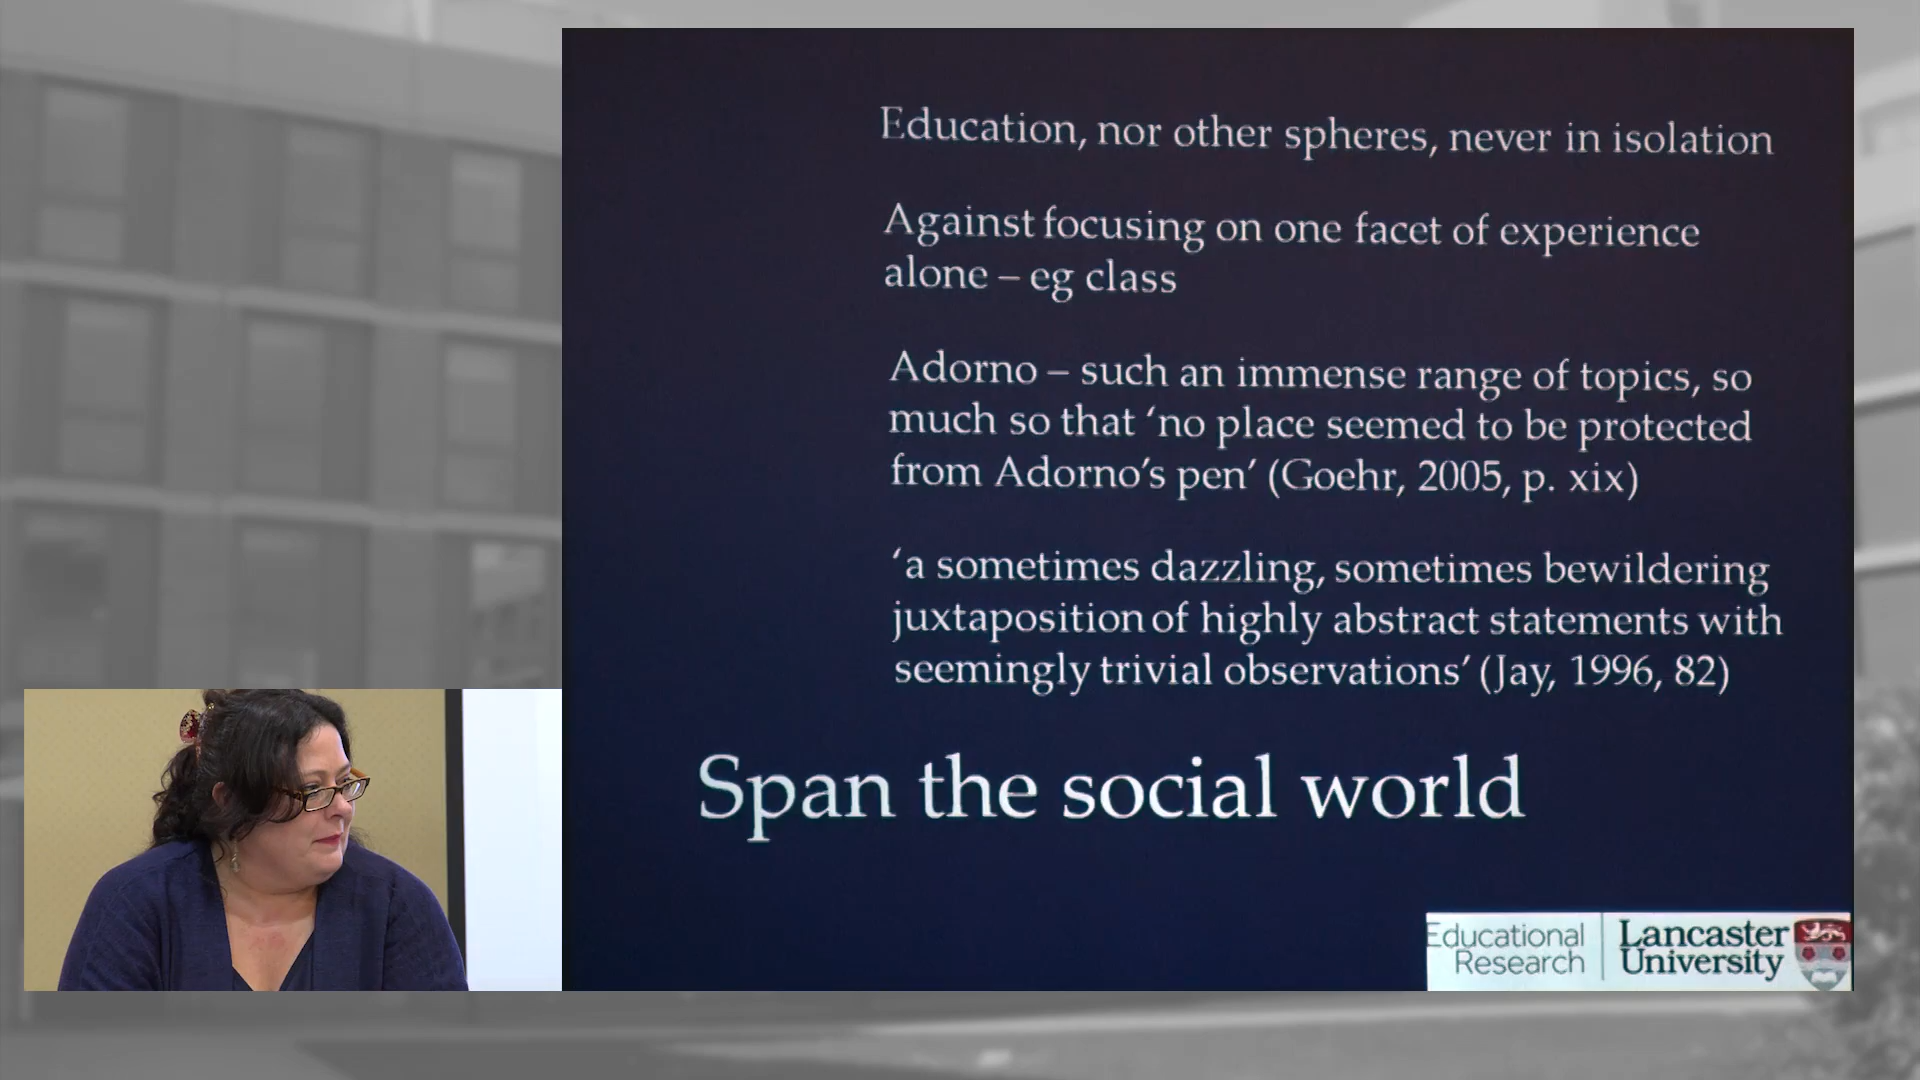 Education, nor other spheres, never in isolation
Against focusing on one facet of experience
alone – eg class
Adorno – such an immense range of topics, so
much so that ‘no place seemed to be protected
from Adorno’s pen’ (Goehr, 2005, p. xix)
‘a sometimes dazzling, sometimes bewildering
juxtaposition of highly abstract statements with
seemingly trivial observations’ (Jay, 1996, 82)
Span the social world
Educational
Research
Lancaster
University